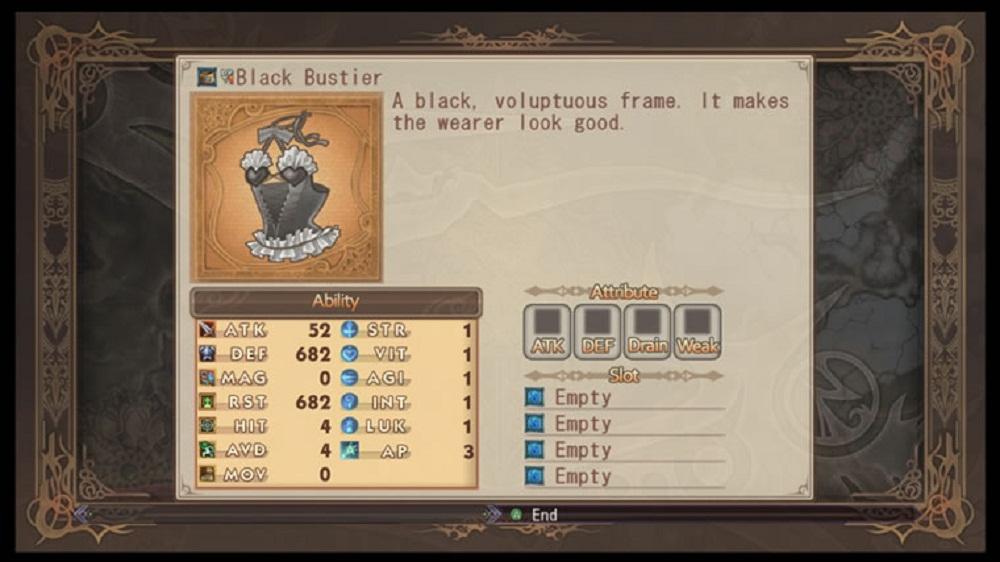 Black Bustier
A black, voluptuous frame. It makes
the wearer look good.
Ability
ATK 52 STR 1
DEF 682 VIT 1
MAG 0 AGI 1
RST 682 INT 1
HIT 4 LUK 1
AVD 4 AP 3
MOV 0
Attribute
ATK DEF Drain Weak
Slot
Empty
Empty
Empty
Empty
End